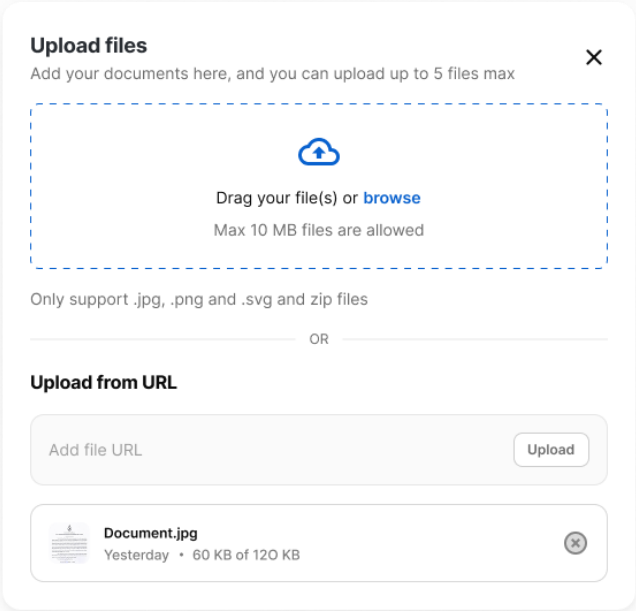 Upload files
Add your documents here, and you can upload up to 5 files max
Drag your file(s) or browse
Max 10 MB files are allowed
Only support .jpg, .png and .svg and zip files
OR
Upload from URL
Add file URL
Upload
Document.jpg
Yesterday • 60 KB of 120 KB